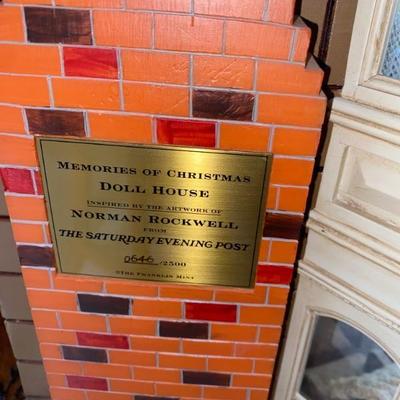 MEMORIES OF CHRISTMAS
DOLL HOUSE
INSPIRED BY THE ARTWORK OF
NORMAN ROCKWELL
FROM
THE SATURDAY EVENING POST
0646/2500
©THE FRANKLIN MINT